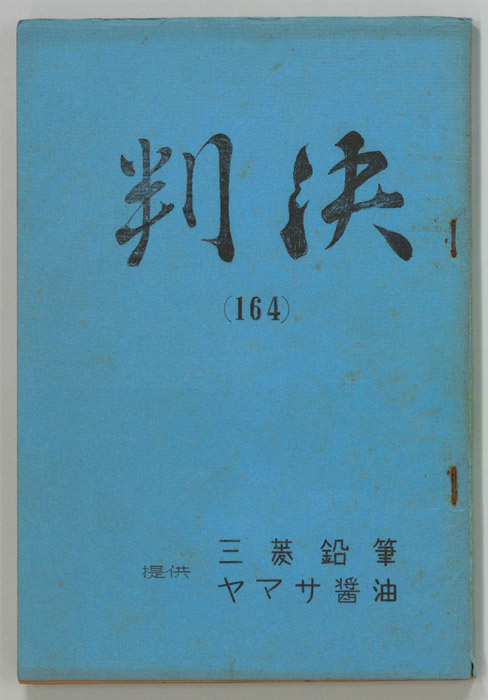 判決
(164)
提供
三菱鉛筆
ヤマサ醤油